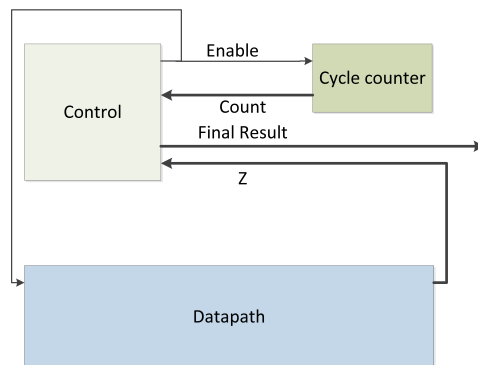 Enable
Cycle counter
Control
Count
Final Result
Z
Datapath